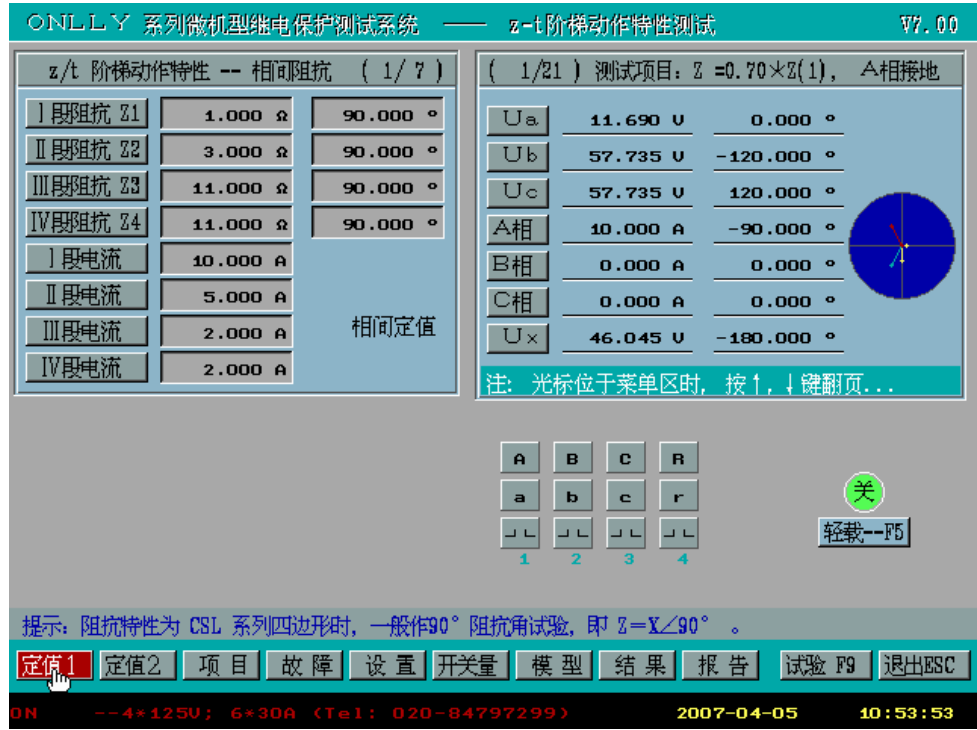 ONLLY 系列微机型继电保护测试系统 —— z-t阶梯动作特性测试 V7.00
z/t 阶梯动作特性 -- 相间阻抗 ( 1/ 7 )
Ⅰ段阻抗 Z1 1.000 Ω 90.000 °
Ⅱ段阻抗 Z2 3.000 Ω 90.000 °
Ⅲ段阻抗 Z3 11.000 Ω 90.000 °
Ⅳ段阻抗 Z4 11.000 Ω 90.000 °
Ⅰ段电流 10.000 A
Ⅱ段电流 5.000 A
Ⅲ段电流 2.000 A 相间定值
Ⅳ段电流 2.000 A
( 1/21 ) 测试项目: Z =0.70×Z(1), A相接地
Ua 11.690 V 0.000 °
Ub 57.735 V -120.000 °
Uc 57.735 V 120.000 °
A相 10.000 A -90.000 °
B相 0.000 A 0.000 °
C相 0.000 A 0.000 °
Ux 46.045 V -180.000 °
注: 光标位于菜单区时, 按↑,↓键翻页...
A B C R
a b c r
1 2 3 4
关
轻载--F5
提示: 阻抗特性为 CSL 系列四边形时, 一般作90°阻抗角试验, 即 Z=X∠90° 。
定值1 定值2 项目 故障 设置 开关量 模型 结果 报告 试验 F9 退出ESC
ON --4*125V; 6*30A (Tel: 020-84797299) 2007-04-05 10:53:53